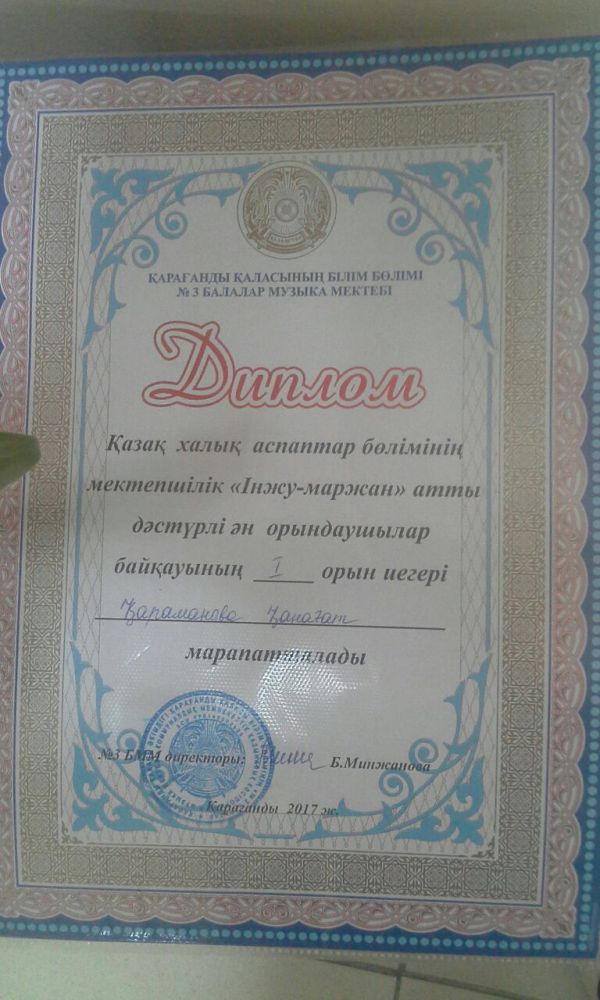 ҚАРАҒАНДЫ ҚАЛАСЫНЫҢ БІЛІМ БӨЛІМІ
№ 3 БАЛАЛАР МУЗЫКА МЕКТЕБІ
Диплом
Қазақ халық аспаптар бөлімінің
мектепшілік «Інжу-маржан» атты
дәстүрлі ән орындаушылар
байқауының I орын иегері
Қараманова Қанағат
марапатталады
№3 БММ директоры: Б.Минжанова
Қарағанды 2017 ж.